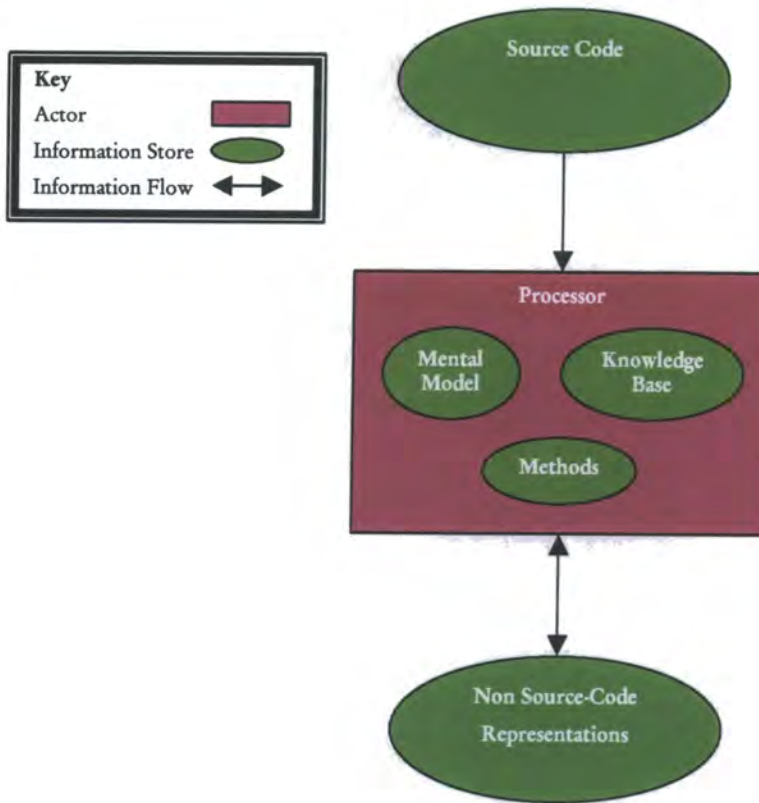 Source Code
Key
Actor
Information Store
Information Flow
Processor
Mental
Model
Knowledge
Base
Methods
Non Source-Code
Representations